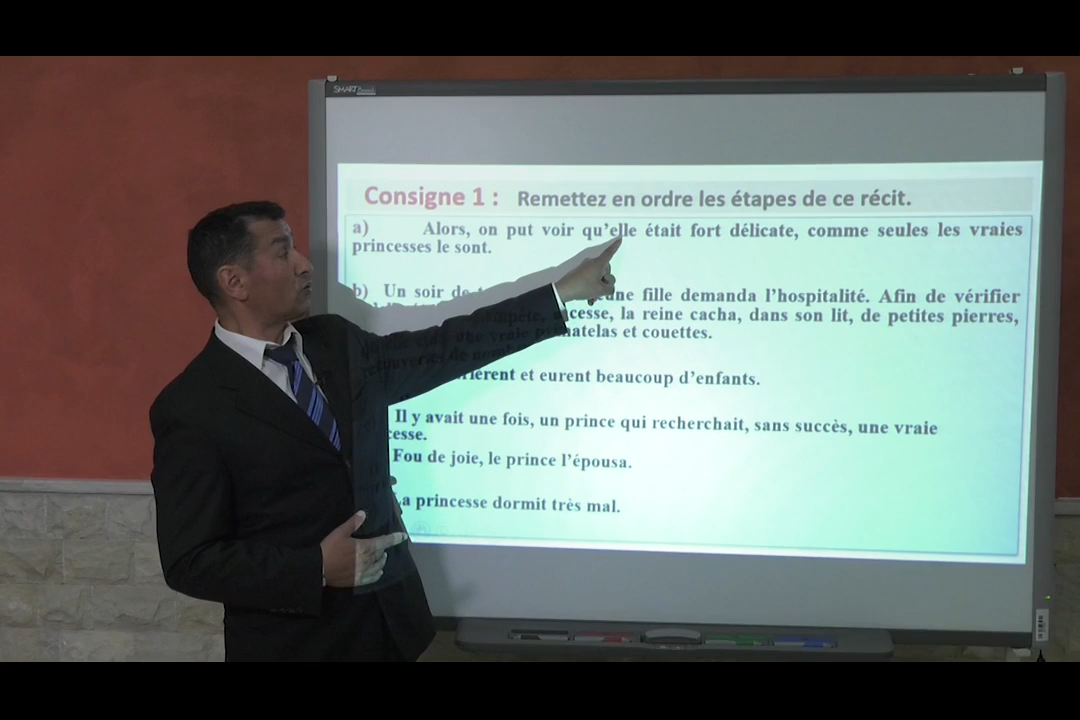 SMART
Consigne 1 : Remettez en ordre les étapes de ce récit.
a) Alors, on put voir qu'elle était fort délicate, comme seules les vraies
princesses le sont.
b) Un soir de une fille demanda l'hospitalité. Afin de vérifier
cesse, la reine cacha, dans son lit, de petites pierres,
matelas et couettes.
rièrent et eurent beaucoup d'enfants.
Il y avait une fois, un prince qui recherchait, sans succès, une vraie
cesse.
Fou de joie, le prince l'épousa.
La princesse dormit très mal.